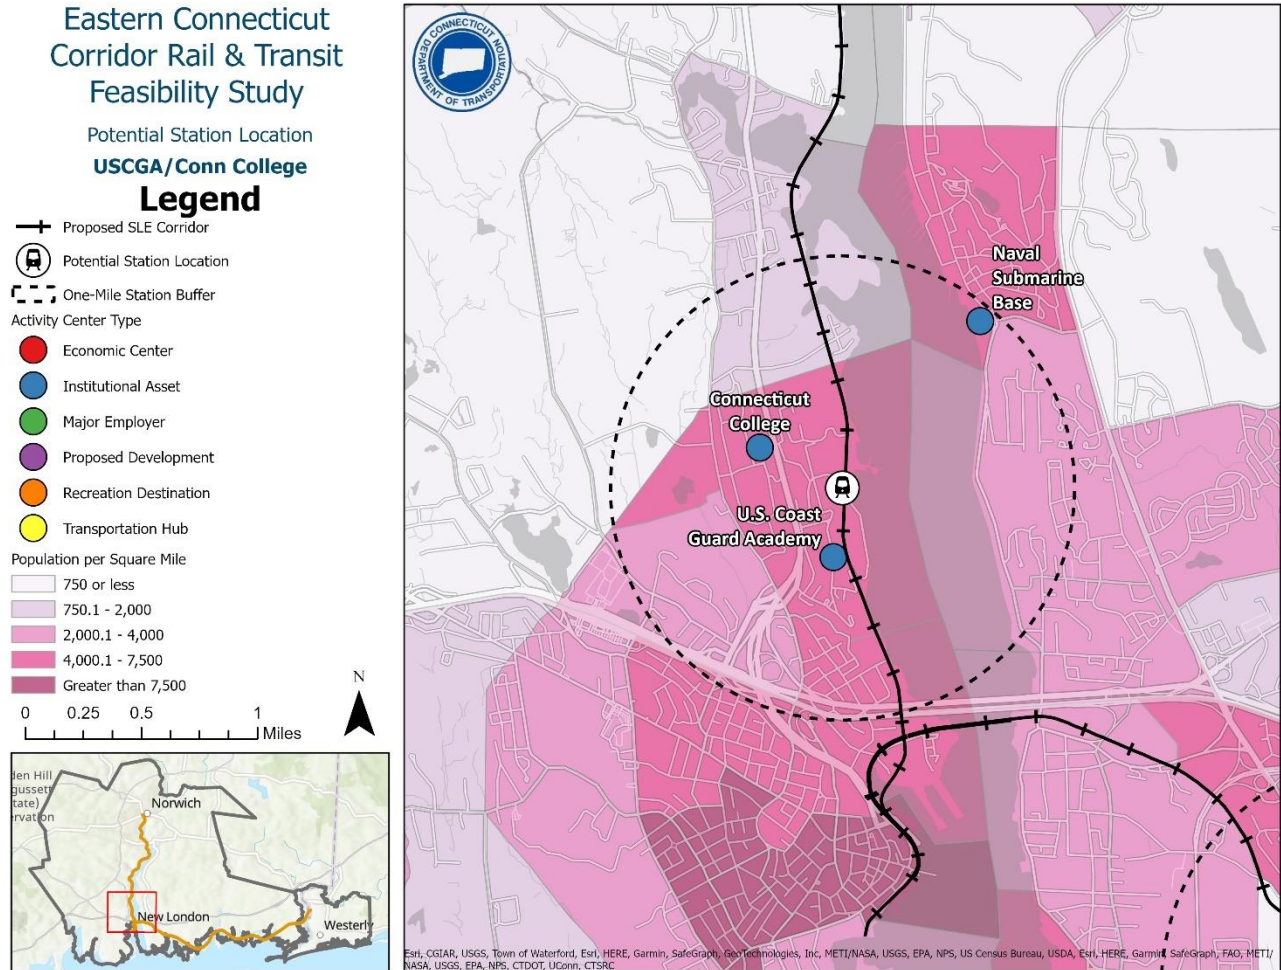 Eastern Connecticut
Corridor Rail & Transit
Feasibility Study
Potential Station Location
USCGA/Conn College
Legend
Proposed SLE Corridor
Potential Station Location
One-Mile Station Buffer
Activity Center Type
Economic Center
Institutional Asset
Major Employer
Proposed Development
Recreation Destination
Transportation Hub
Population per Square Mile
750 or less
750.1 - 2,000
2,000.1 - 4,000
4,000.1 - 7,500
Greater than 7,500
N
0 0.25 0.5 1
Miles
den Hill
gussett
tate)
ervation
Norwich
New London
Westerly
CONNECTICUT
DEPARTMENT OF TRANSPORTATION
Naval
Submarine
Base
Connecticut
College
U.S. Coast
Guard Academy
Esri, CGIAR, USGS, Town of Waterford, Esri, HERE, Garmin, SafeGraph, GeoTechnologies, Inc, METI/NASA, USGS, EPA, NPS, US Census Bureau, USDA, Esri, HERE, Garmin, SafeGraph, FAO, METI/
NASA, USGS, EPA, NPS, CTDOT, UConn, CTSRC